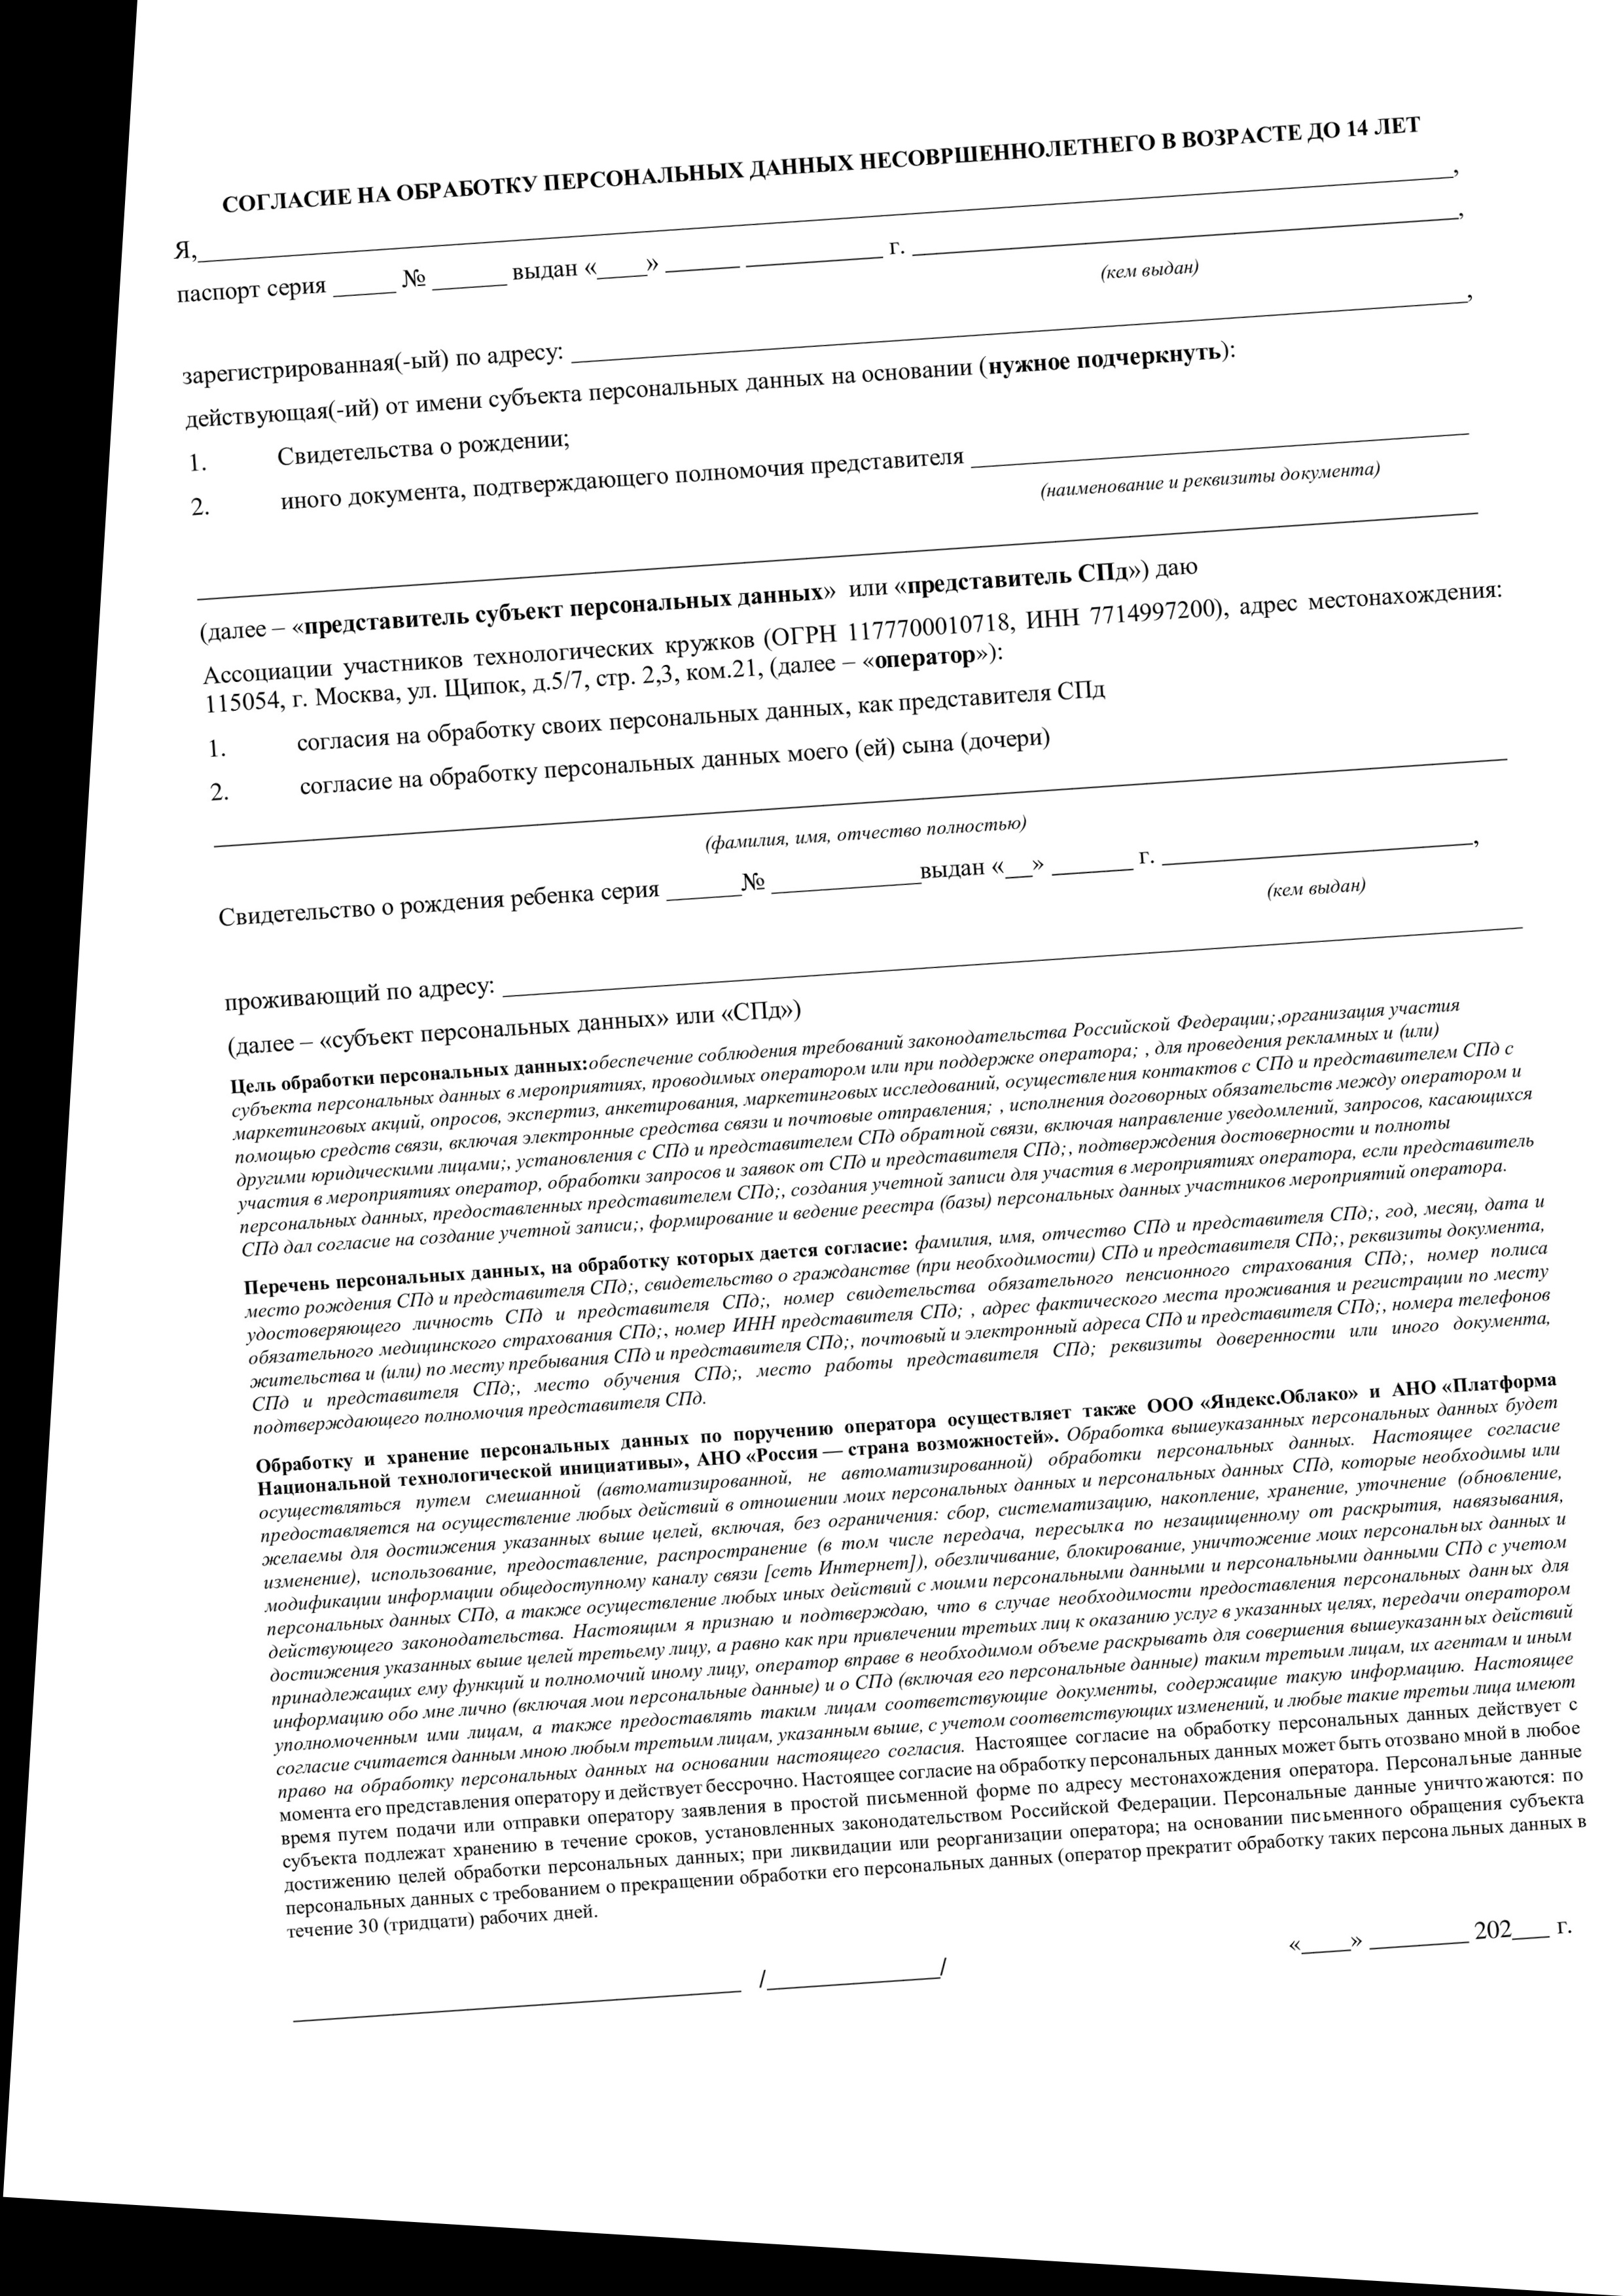 СОГЛАСИЕ НА ОБРАБОТКУ ПЕРСОНАЛЬНЫХ ДАННЫХ НЕСОВРШЕННОЛЕТНЕГО В ВОЗРАСТЕ ДО 14 ЛЕТ
Я,____________________________________________________________________________,
паспорт серия _____ № ______ выдан «____» ______ ___________ г. ____________________________________________,
(кем выдан)
зарегистрированная(-ый) по адресу: ________________________________________________________________________,
действующая(-ий) от имени субъекта персональных данных на основании (нужное подчеркнуть):
1. Свидетельства о рождении;
2. иного документа, подтверждающего полномочия представителя ________________________________________
(наименование и реквизиты документа)
____________________________________________________________________________
(далее – «представитель субъект персональных данных» или «представитель СПд») даю
Ассоциации участников технологических кружков (ОГРН 1177700010718, ИНН 7714997200), адрес местонахождения:
115054, г. Москва, ул. Щипок, д.5/7, стр. 2,3, ком.21, (далее – «оператор»):
1. согласия на обработку своих персональных данных, как представителя СПд
2. согласие на обработку персональных данных моего (ей) сына (дочери)
____________________________________________________________________________
(фамилия, имя, отчество полностью)
Свидетельство о рождения ребенка серия ______№ ____________выдан «__» ______ г. _________________________,
(кем выдан)
проживающий по адресу: ____________________________________________________________________________
(далее – «субъект персональных данных» или «СПд»)
Цель обработки персональных данных:обеспечение соблюдения требований законодательства Российской Федерации;,организация участия
субъекта персональных данных в мероприятиях, проводимых оператором или при поддержке оператора; , для проведения рекламных и (или)
маркетинговых акций, опросов, экспертиз, анкетирования, маркетинговых исследований, осуществления контактов с СПд и представителем СПд с
помощью средств связи, включая электронные средства связи и почтовые отправления; , исполнения договорных обязательств между оператором и
другими юридическими лицами;, установления с СПд и представителем СПд обратной связи, включая направление уведомлений, запросов, касающихся
участия в мероприятиях оператор, обработки запросов и заявок от СПд и представителя СПд;, подтверждения достоверности и полноты
персональных данных, предоставленных представителем СПд;, создания учетной записи для участия в мероприятиях оператора, если представитель
СПд дал согласие на создание учетной записи;, формирование и ведение реестра (базы) персональных данных участников мероприятий оператора.
Перечень персональных данных, на обработку которых дается согласие: фамилия, имя, отчество СПд и представителя СПд;, год, месяц, дата и
место рождения СПд и представителя СПд;, свидетельство о гражданстве (при необходимости) СПд и представителя СПд;, реквизиты документа,
удостоверяющего личность СПд и представителя СПд;, номер свидетельства обязательного пенсионного страхования СПд;, номер полиса
обязательного медицинского страхования СПд;, номер ИНН представителя СПд; , адрес фактического места проживания и регистрации по месту
жительства и (или) по месту пребывания СПд и представителя СПд;, почтовый и электронный адреса СПд и представителя СПд;, номера телефонов
СПд и представителя СПд;, место обучения СПд;, место работы представителя СПд; реквизиты доверенности или иного документа,
подтверждающего полномочия представителя СПд.
Обработку и хранение персональных данных по поручению оператора осуществляет также ООО «Яндекс.Облако» и АНО «Платформа
Национальной технологической инициативы», АНО «Россия — страна возможностей». Обработка вышеуказанных персональных данных будет
осуществляться путем смешанной (автоматизированной, не автоматизированной) обработки персональных данных. Настоящее согласие
предоставляется на осуществление любых действий в отношении моих персональных данных и персональных данных СПд, которые необходимы или
желаемы для достижения указанных выше целей, включая, без ограничения: сбор, систематизацию, накопление, хранение, уточнение (обновление,
изменение), использование, предоставление, распространение (в том числе передача, пересылка по незащищенному от раскрытия, навязывания,
модификации информации общедоступному каналу связи [сеть Интернет]), обезличивание, блокирование, уничтожение моих персональных данных и
персональных данных СПд, а также осуществление любых иных действий с моими персональными данными и персональными данными СПд с учетом
действующего законодательства. Настоящим я признаю и подтверждаю, что в случае необходимости предоставления персональных данных для
достижения указанных выше целей третьему лицу, а равно как при привлечении третьих лиц к оказанию услуг в указанных целях, передачи оператором
принадлежащих ему функций и полномочий иному лицу, оператор вправе в необходимом объеме раскрывать для совершения вышеуказанных действий
информацию обо мне лично (включая мои персональные данные) и о СПд (включая его персональные данные) таким третьим лицам, их агентам и иным
уполномоченным ими лицам, а также предоставлять таким лицам соответствующие документы, содержащие такую информацию. Настоящее
согласие считается данным мною любым третьим лицам, указанным выше, с учетом соответствующих изменений, и любые такие третьи лица имеют
право на обработку персональных данных на основании настоящего согласия. Настоящее согласие на обработку персональных данных действует с
момента его представления оператору и действует бессрочно. Настоящее согласие на обработку персональных данных может быть отозвано мной в любое
время путем подачи или отправки оператору заявления в простой письменной форме по адресу местонахождения оператора. Персональные данные
субъекта подлежат хранению в течение сроков, установленных законодательством Российской Федерации. Персональные данные уничтожаются: по
достижению целей обработки персональных данных; при ликвидации или реорганизации оператора; на основании письменного обращения субъекта
персональных данных с требованием о прекращении обработки его персональных данных (оператор прекратит обработку таких персональных данных в
течение 30 (тридцати) рабочих дней.
«____» ________ 202___ г.
____________________________________ /______________/